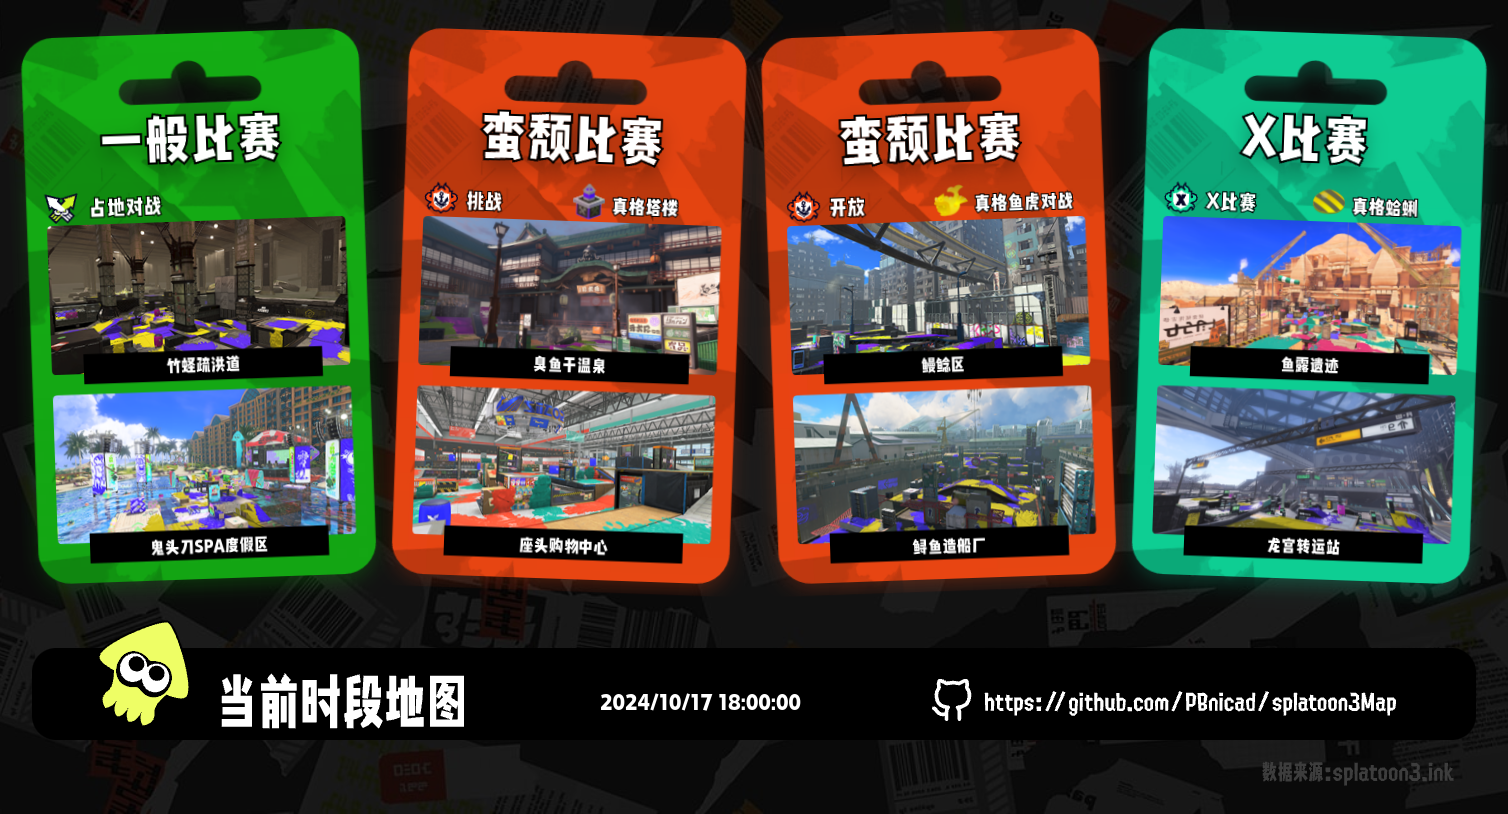 一般比赛
占地对战
竹蛏疏洪道
鬼头刀SPA度假区
蛮颓比赛
挑战
真格塔楼
臭鱼干温泉
座头购物中心
蛮颓比赛
开放
真格鱼虎对战
鳗鲶区
鲟鱼造船厂
X比赛
X比赛
真格蛤蜊
鱼露遗迹
龙宫转运站
当前时段地图
2024/10/17 18:00:00
https://github.com/PBnicad/splatoon3Map
数据来源:splatoon3.ink